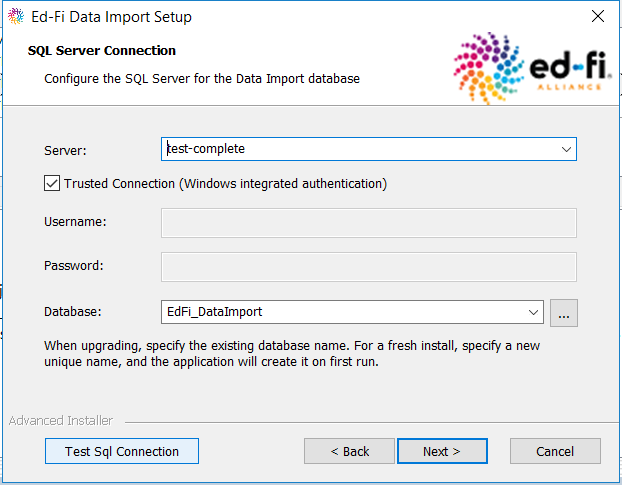 Ed-Fi Data Import Setup
SQL Server Connection
Configure the SQL Server for the Data Import database
ed-fi®
ALLIANCE
Server:
test-complete
Trusted Connection (Windows integrated authentication)
Username:
Password:
Database:
EdFi_DataImport
...
When upgrading, specify the existing database name. For a fresh install, specify a new
unique name, and the application will create it on first run.
Advanced Installer
Test Sql Connection
< Back
Next >
Cancel